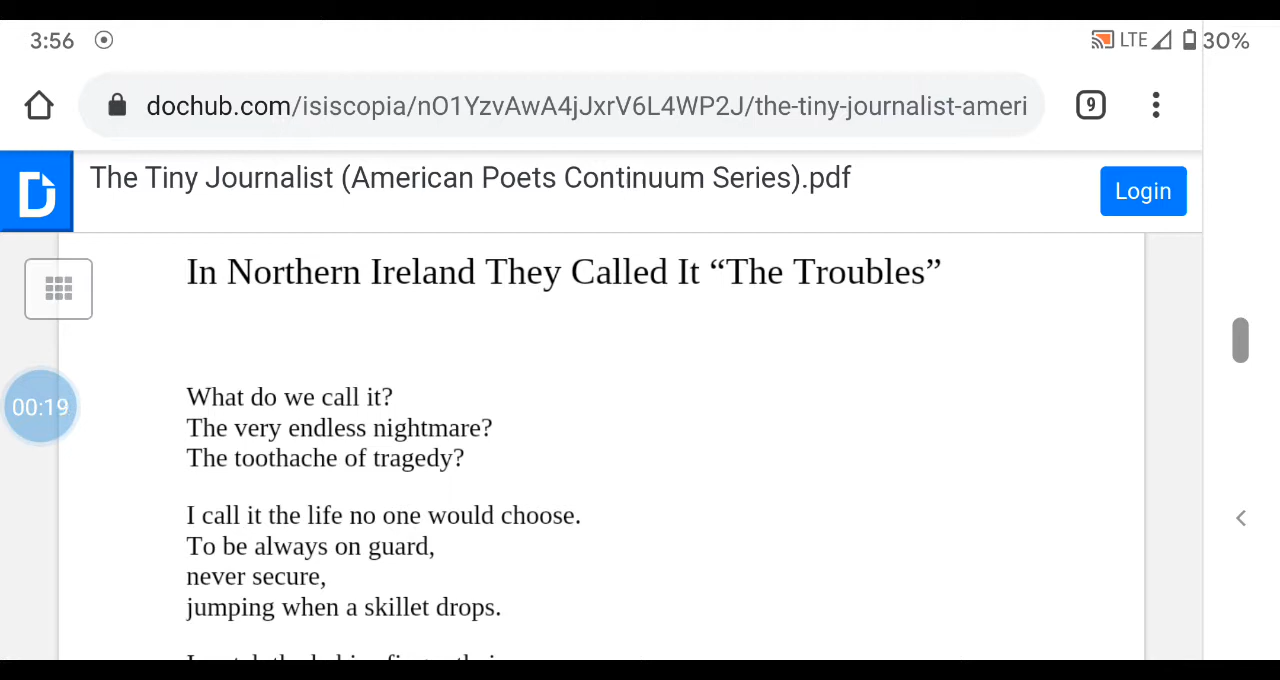 3:56 LTE 30%
dochub.com/isiscopia/nO1YzvAwA4jJxrV6L4WP2J/the-tiny-journalist-ameri 9
The Tiny Journalist (American Poets Continuum Series).pdf
Login
In Northern Ireland They Called It “The Troubles”
What do we call it?
The very endless nightmare?
00:19
The toothache of tragedy?
I call it the life no one would choose.
To be always on guard,
never secure,
jumping when a skillet drops.